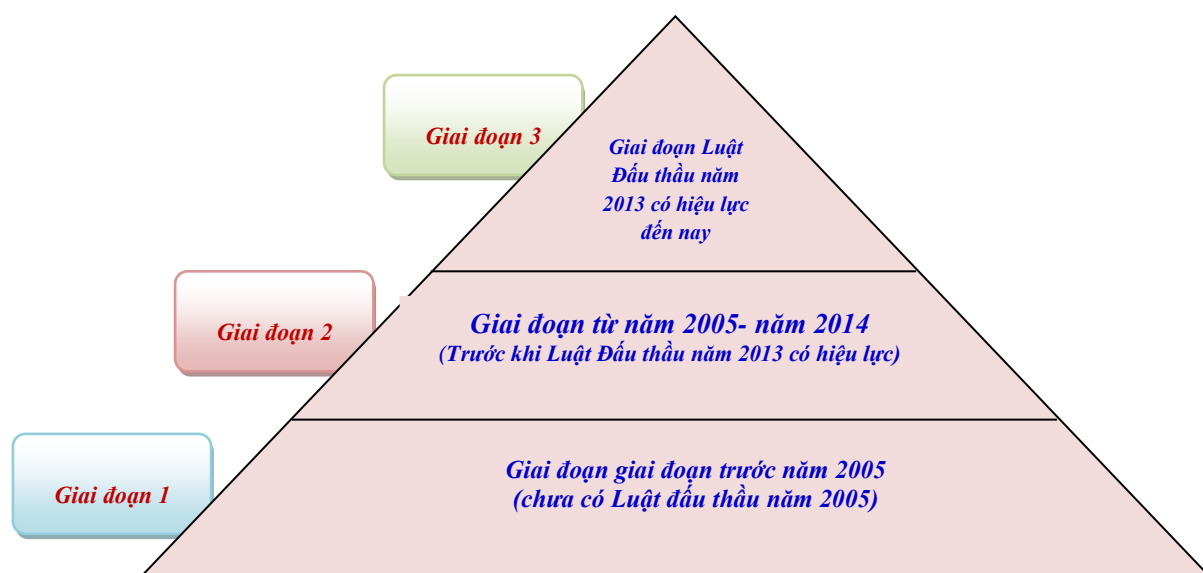 Giai đoạn 3
Giai đoạn Luật
Đấu thầu năm
2013 có hiệu lực
đến nay
Giai đoạn 2
Giai đoạn từ năm 2005- năm 2014
(Trước khi Luật Đấu thầu năm 2013 có hiệu lực)
Giai đoạn 1
Giai đoạn giai đoạn trước năm 2005
(chưa có Luật đấu thầu năm 2005)